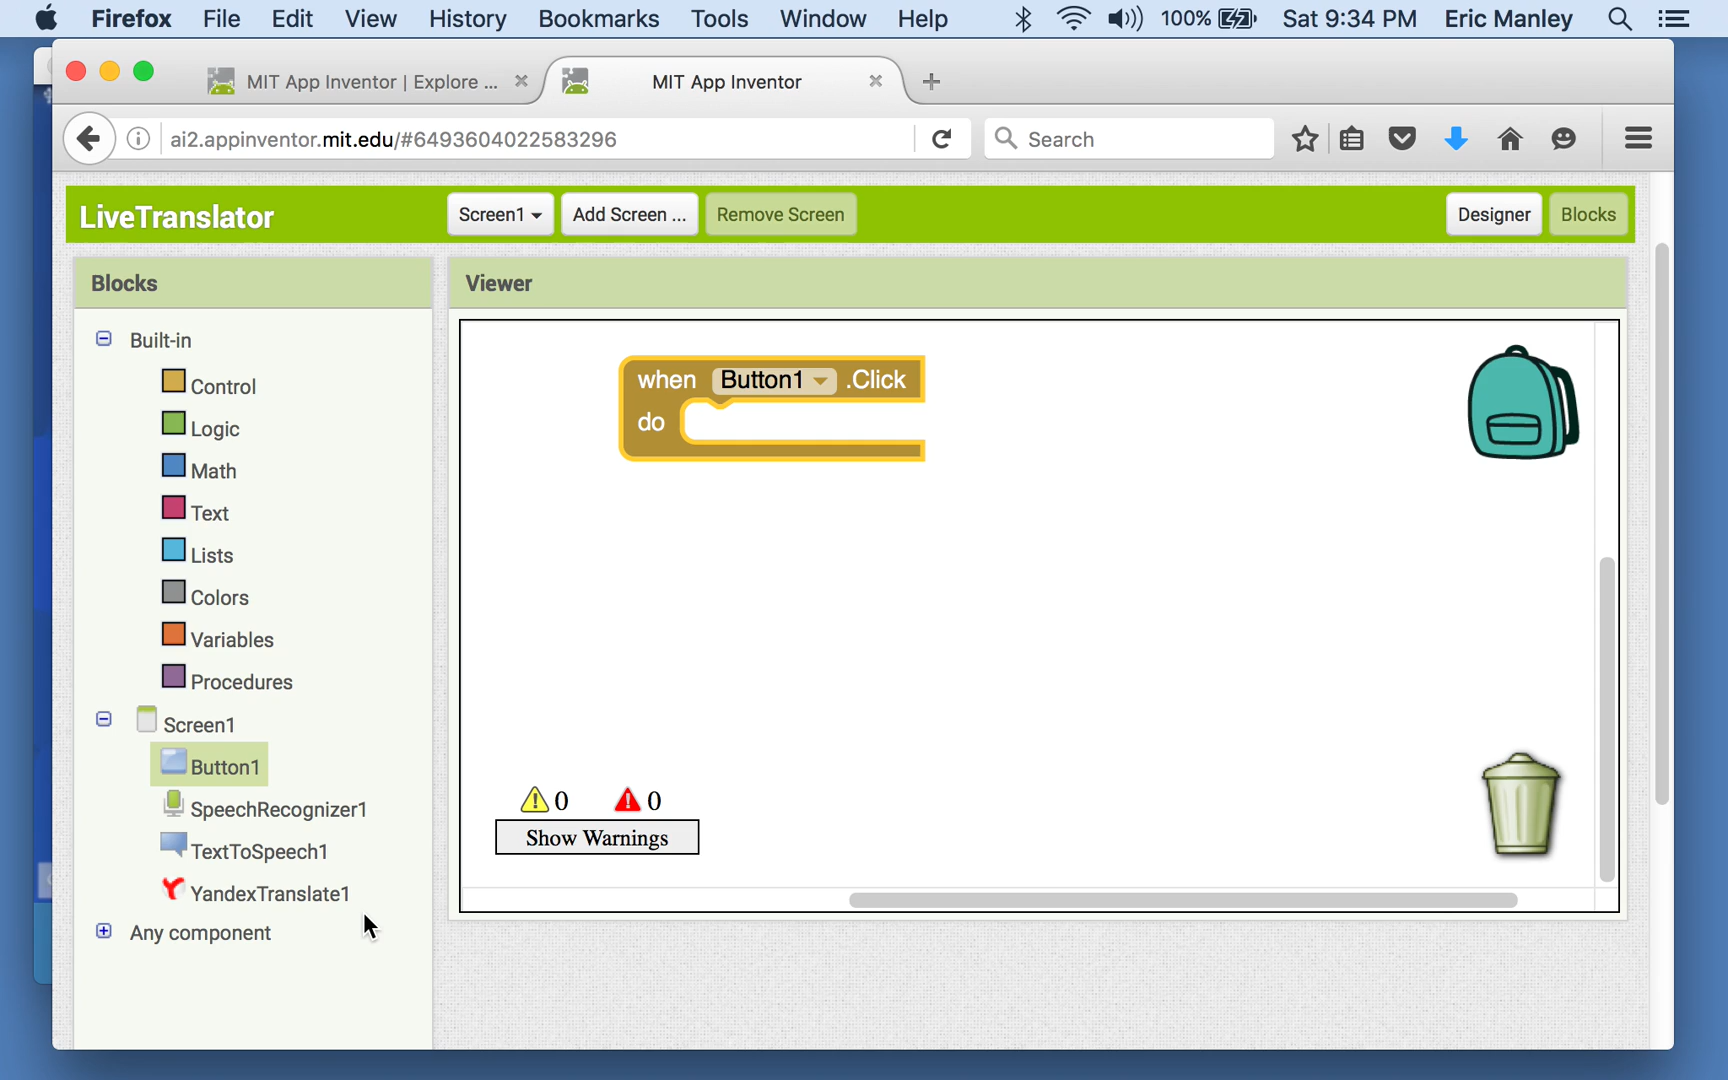 Firefox File Edit View History Bookmarks Tools Window Help 100% Sat 9:34 PM Eric Manley
MIT App Inventor | Explore ... MIT App Inventor
ai2.appinventor.mit.edu/#6493604022583296 Search
LiveTranslator Screen1 Add Screen ... Remove Screen Designer Blocks
Blocks
Viewer
Built-in
Control
Logic
Math
Text
Lists
Colors
Variables
Procedures
Screen1
Button1
SpeechRecognizer1
TextToSpeech1
YandexTranslate1
Any component
when Button1 .Click
do
0 0
Show Warnings